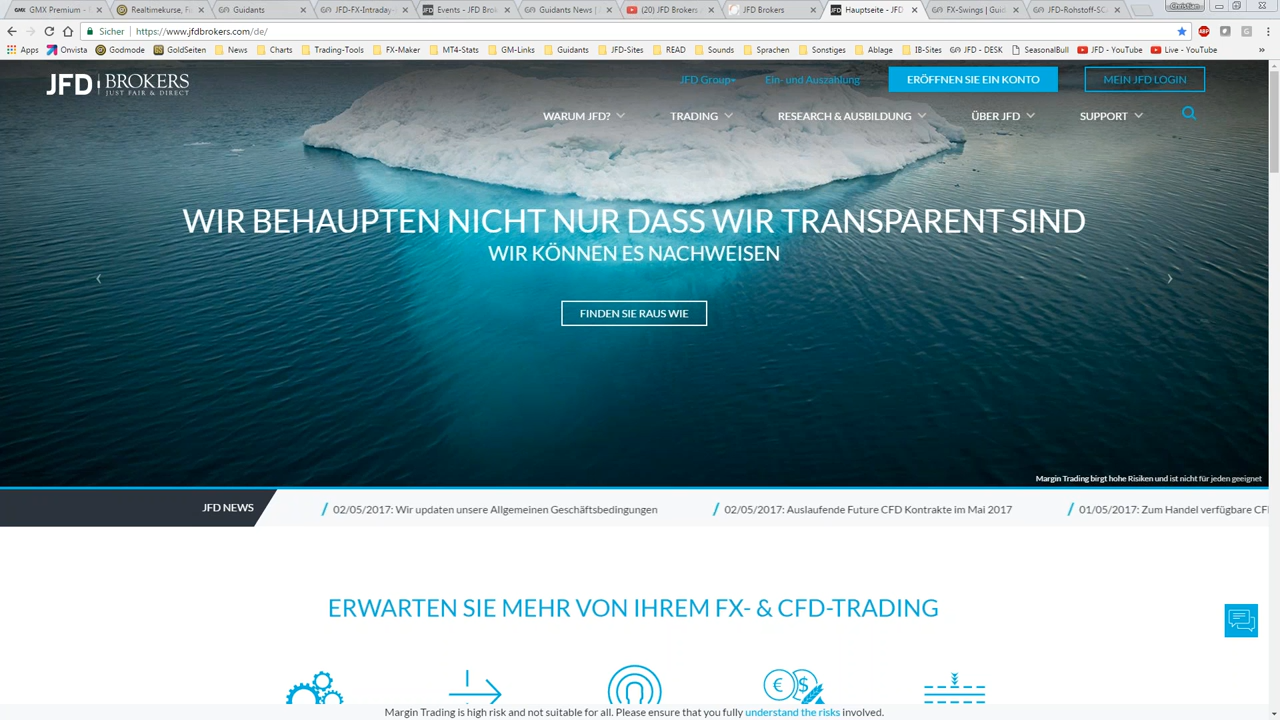 GMX Premium -
Realtimekurse, F
Guidants
JFD-FX-Intraday-
Events - JFD Brok
Guidants News |
(20) JFD Brokers
JFD Brokers
Hauptseite - JFD
FX-Swings | Guid
JFD-Rohstoff-SC
Christian
Sicher | https://www.jfdbrokers.com/de/
Apps Onvista Godmode GoldSeiten News Charts Trading-Tools FX-Maker MT4-Stats GM-Links Guidants JFD-Sites READ Sounds Sprachen Sonstiges Ablage IB-Sites JFD - DESK SeasonalBull JFD - YouTube Live - YouTube »
JFD BROKERS
JUST FAIR & DIRECT
JFD Group Ein- und Auszahlung ERÖFFNEN SIE EIN KONTO MEIN JFD LOGIN
WARUM JFD? TRADING RESEARCH & AUSBILDUNG ÜBER JFD SUPPORT
WIR BEHAUPTEN NICHT NUR DASS WIR TRANSPARENT SIND
WIR KÖNNEN ES NACHWEISEN
FINDEN SIE RAUS WIE
Margin Trading birgt hohe Risiken und ist nicht für jeden geeignet
JFD NEWS / 02/05/2017: Wir updaten unsere Allgemeinen Geschäftsbedingungen / 02/05/2017: Auslaufende Future CFD Kontrakte im Mai 2017 / 01/05/2017: Zum Handel verfügbare CF
ERWARTEN SIE MEHR VON IHREM FX- & CFD-TRADING
€ $
Margin Trading is high risk and not suitable for all. Please ensure that you fully understand the risks involved.